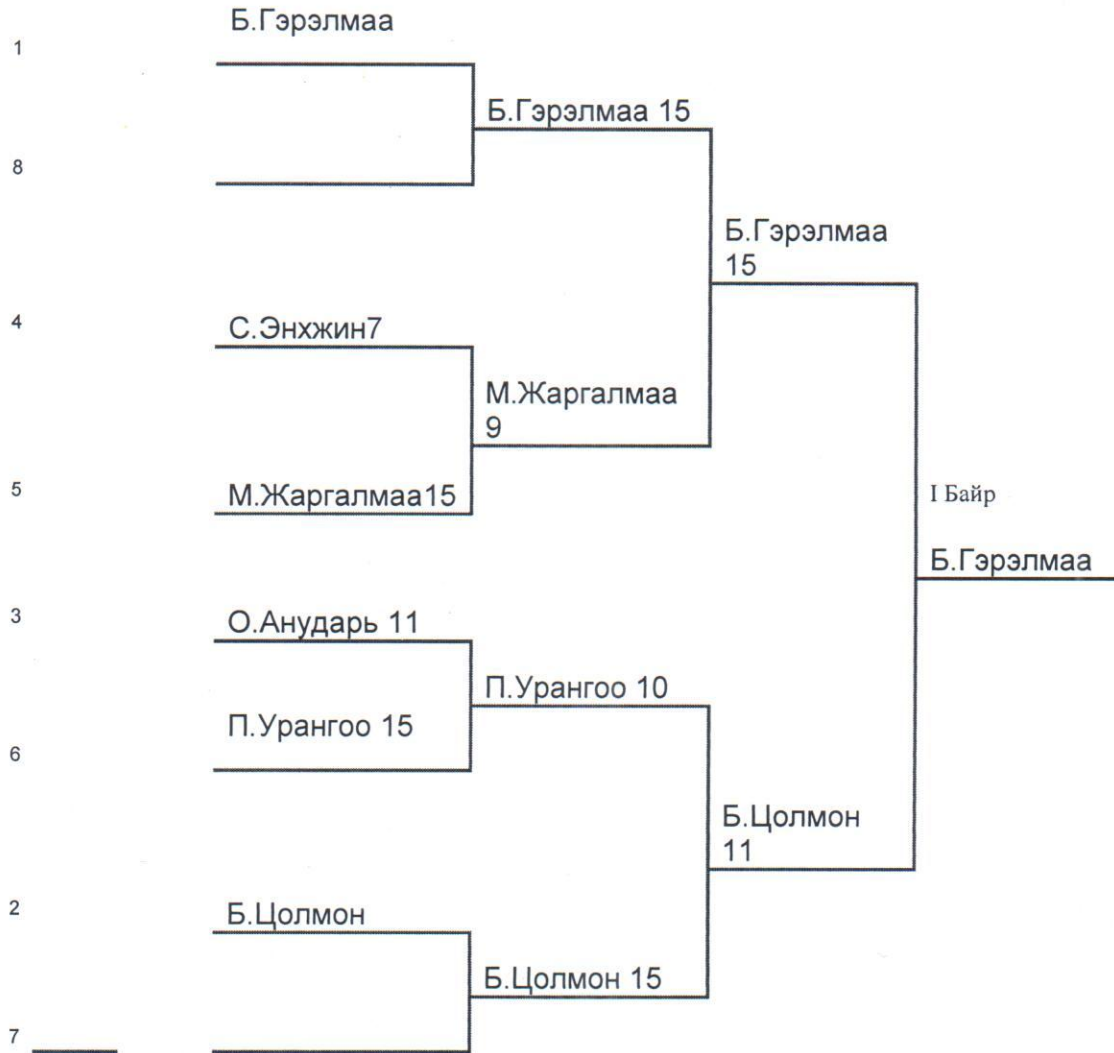 Б.Гэрэлмаа
1
Б.Гэрэлмаа 15
8
Б.Гэрэлмаа
15
4
С.Энхжин7
М.Жаргалмаа
9
5
М.Жаргалмаа15
I Байр
Б.Гэрэлмаа
3
О.Анударь 11
П.Урангоо 10
П.Урангоо 15
6
Б.Цолмон
11
2
Б.Цолмон
Б.Цолмон 15
7